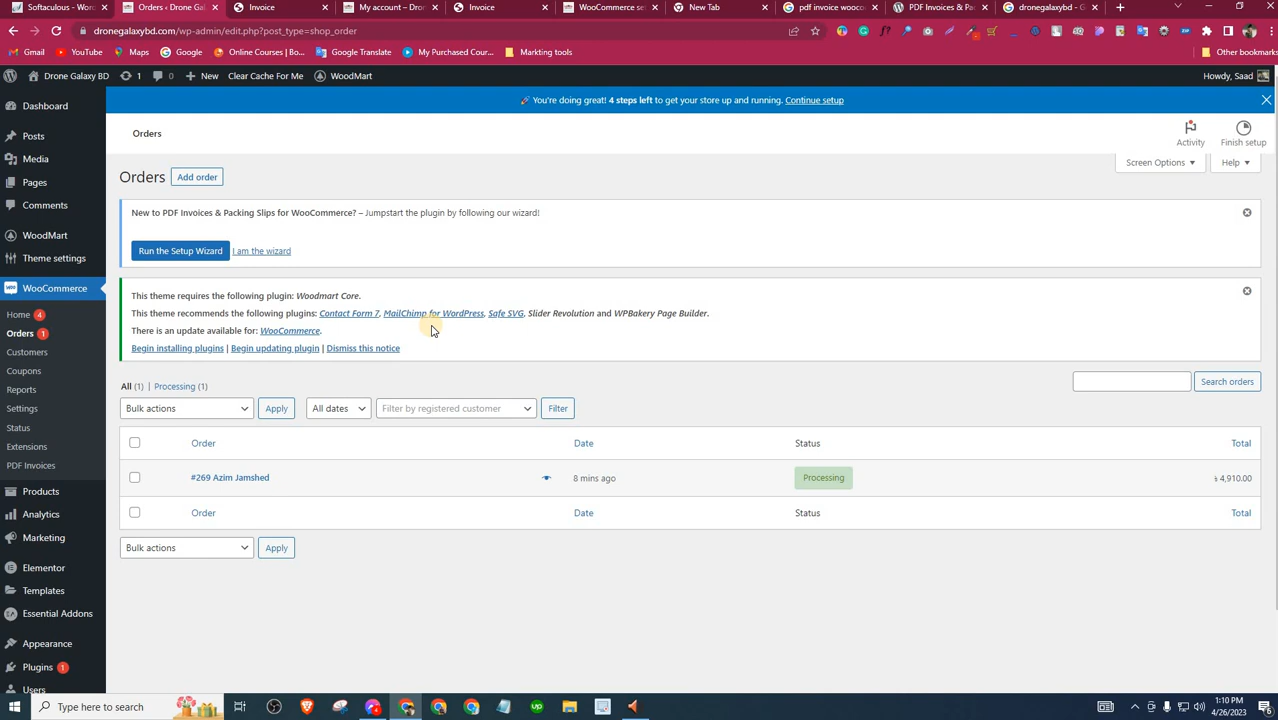 Softaculous - Wor
Orders ‹ Drone Galaxy BD
Invoice
My account – Dron
Invoice
WooCommerce set
New Tab
pdf invoice wooco
PDF Invoices & Pac
dronegalaxybd - G
dronegalaxybd.com/wp-admin/edit.php?post_type=shop_order
Gmail
YouTube
Maps
Google
Google Translate
My Purchased Cour...
Markting tools
Other bookmarks
Drone Galaxy BD
1
0
+ New
Clear Cache For Me
WoodMart
Howdy, Saad
Dashboard
Posts
Media
Pages
Comments
WoodMart
Theme settings
WooCommerce
Home 4
Orders 1
Customers
Coupons
Reports
Settings
Status
Extensions
PDF Invoices
Products
Analytics
Marketing
Elementor
Templates
Essential Addons
Appearance
Plugins 1
Users
🚀 You're doing great! 4 steps left to get your store up and running. Continue setup
Orders
Activity
Finish setup
Screen Options ▼
Help ▼
Orders
Add order
New to PDF Invoices & Packing Slips for WooCommerce? – Jumpstart the plugin by following our wizard!
Run the Setup Wizard
I am the wizard
This theme requires the following plugin: Woodmart Core.
This theme recommends the following plugins: Contact Form 7, MailChimp for WordPress, Safe SVG, Slider Revolution and WPBakery Page Builder.
There is an update available for: WooCommerce.
Begin installing plugins | Begin updating plugin | Dismiss this notice
All (1) | Processing (1)
Search orders
Bulk actions
Apply
All dates
Filter by registered customer
Filter
Order
Date
Status
Total
#269 Azim Jamshed
8 mins ago
Processing
৳ 4,910.00
Order
Date
Status
Total
Bulk actions
Apply
Type here to search
1:10 PM
4/26/2023
6